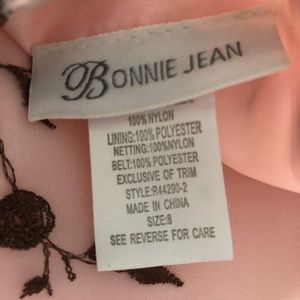 BONNIE JEAN
100% NYLON
LINING:100% POLYESTER
NETTING:100%NYLON
BELT:100% POLYESTER
EXCLUSIVE OF TRIM
STYLE:R44290-2
MADE IN CHINA
SIZE:8
SEE REVERSE FOR CARE